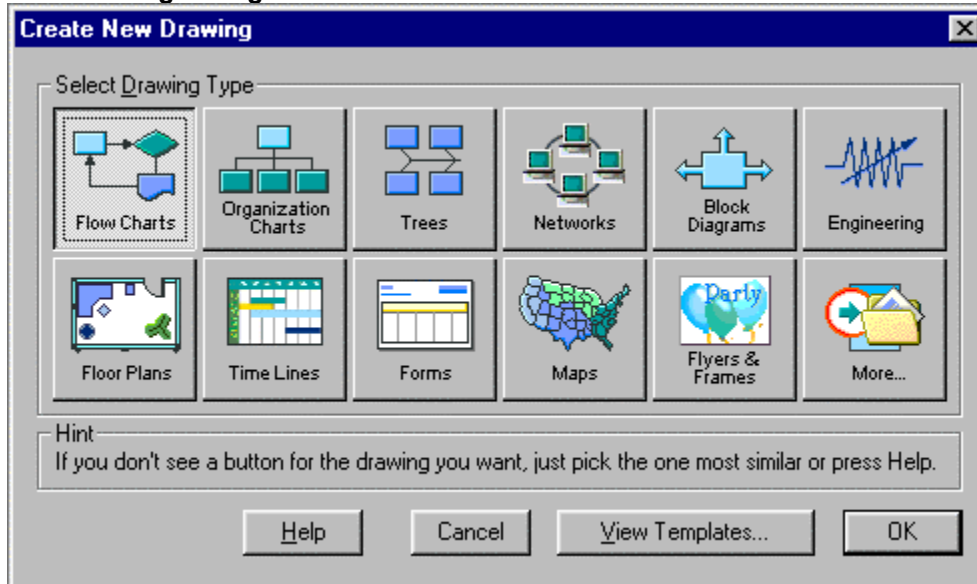 Create New Drawing
Select Drawing Type
Flow Charts
Organization
Charts
Trees
Networks
Block
Diagrams
Engineering
Floor Plans
Time Lines
Forms
Maps
Party
Flyers &
Frames
More...
Hint
If you don't see a button for the drawing you want, just pick the one most similar or press Help.
Help
Cancel
View Templates...
OK